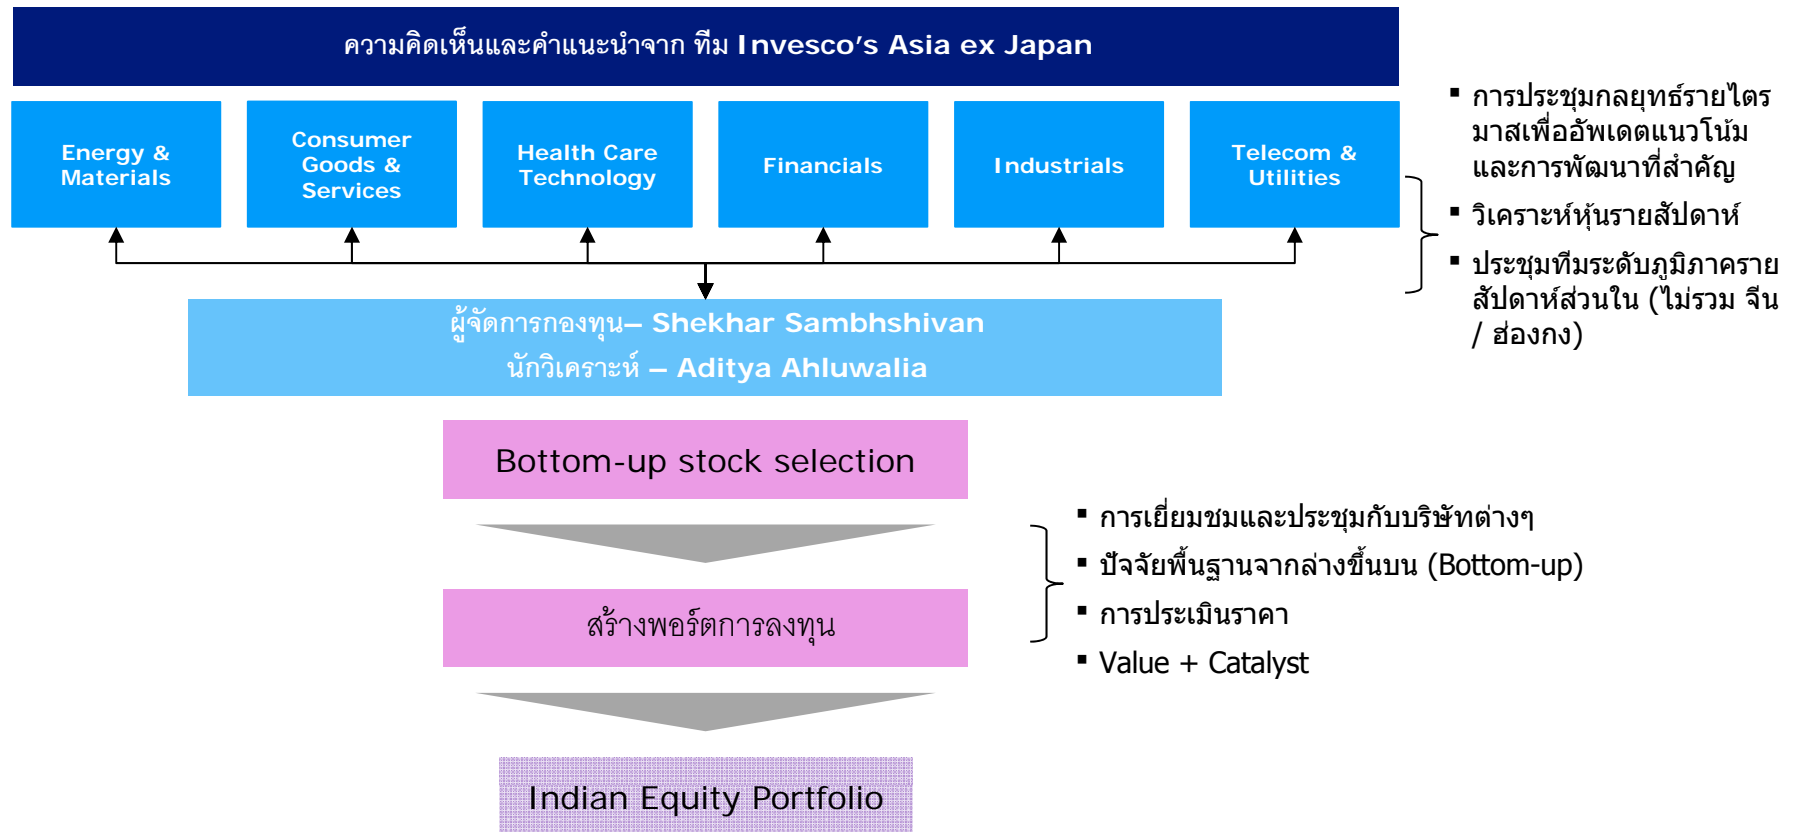 ความคิดเห็นและคำแนะนำจาก ทีม Invesco's Asia ex Japan
Energy &
Materials
Consumer
Goods &
Services
Health Care
Technology
Financials
Industrials
Telecom &
Utilities
▪ การประชุมกลยุทธ์รายไตร
มาสเพื่ออัพเดตแนวโน้ม
และการพัฒนาที่สำคัญ
▪ วิเคราะห์หุ้นรายสัปดาห์
▪ ประชุมทีมระดับภูมิภาคราย
สัปดาห์ส่วนใน (ไม่รวม จีน
/ ฮ่องกง)
ผู้จัดการกองทุน– Shekhar Sambhshivan
นักวิเคราะห์ – Aditya Ahluwalia
Bottom-up stock selection
สร้างพอร์ตการลงทุน
▪ การเยี่ยมชมและประชุมกับบริษัทต่างๆ
▪ ปัจจัยพื้นฐานจากล่างขึ้นบน (Bottom-up)
▪ การประเมินราคา
▪ Value + Catalyst
Indian Equity Portfolio